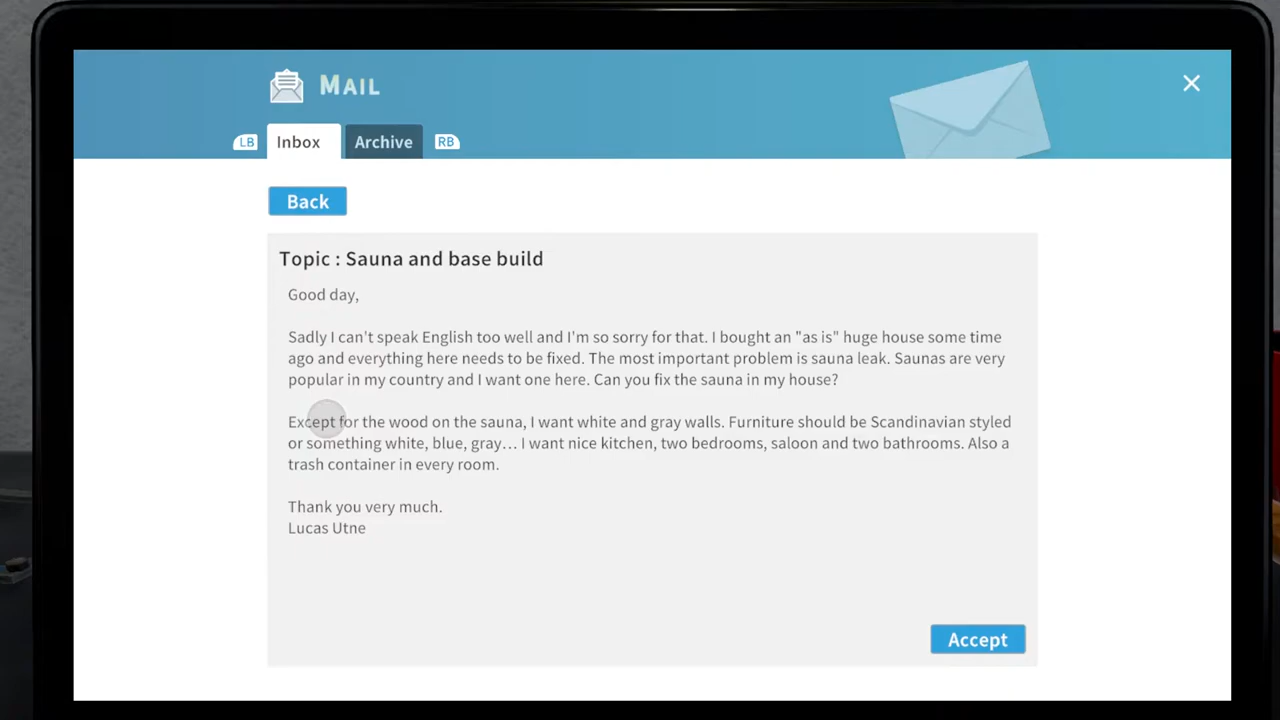 MAIL
LB Inbox Archive RB
Back
Topic : Sauna and base build
Good day,
Sadly I can't speak English too well and I'm so sorry for that. I bought an "as is" huge house some time
ago and everything here needs to be fixed. The most important problem is sauna leak. Saunas are very
popular in my country and I want one here. Can you fix the sauna in my house?
Except for the wood on the sauna, I want white and gray walls. Furniture should be Scandinavian styled
or something white, blue, gray… I want nice kitchen, two bedrooms, saloon and two bathrooms. Also a
trash container in every room.
Thank you very much.
Lucas Utne
Accept